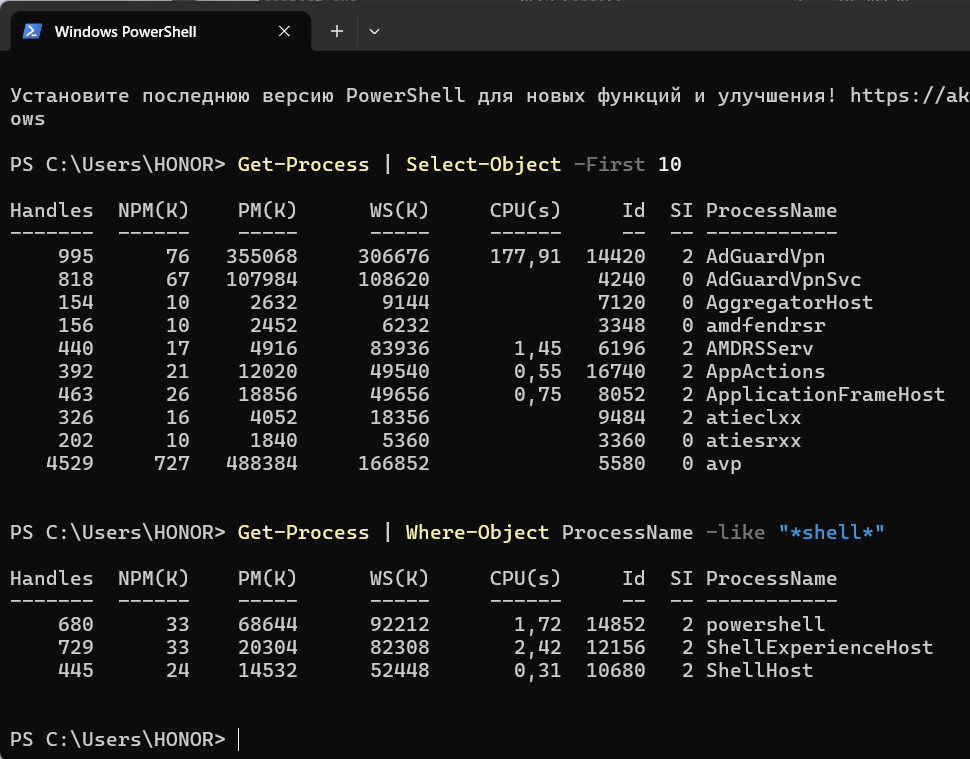 Windows PowerShell
Установите последнюю версию PowerShell для новых функций и улучшения! https://ak
ows
PS C:\Users\HONOR> Get-Process | Select-Object -First 10
Handles  NPM(K)    PM(K)      WS(K)     CPU(s)     Id  SI ProcessName
-------  ------    -----      -----     ------     --  -- -----------
    995      76   355068     306676     177,91  14420   2 AdGuardVpn
    818      67   107984     108620               4240   0 AdGuardVpnSvc
    154      10     2632       9144               7120   0 AggregatorHost
    156      10     2452       6232               3348   0 amdfendrsr
    440      17     4916      83936       1,45   6196   2 AMDRSServ
    392      21    12020      49540       0,55  16740   2 AppActions
    463      26    18856      49656       0,75   8052   2 ApplicationFrameHost
    326      16     4052      18356               9484   2 atieclxx
    202      10     1840       5360               3360   0 atiesrxx
   4529     727   488384     166852               5580   0 avp
PS C:\Users\HONOR> Get-Process | Where-Object ProcessName -like "*shell*"
Handles  NPM(K)    PM(K)      WS(K)     CPU(s)     Id  SI ProcessName
-------  ------    -----      -----     ------     --  -- -----------
    680      33    68644      92212       1,72  14852   2 powershell
    729      33    20304      82308       2,42  12156   2 ShellExperienceHost
    445      24    14532      52448       0,31  10680   2 ShellHost
PS C:\Users\HONOR>